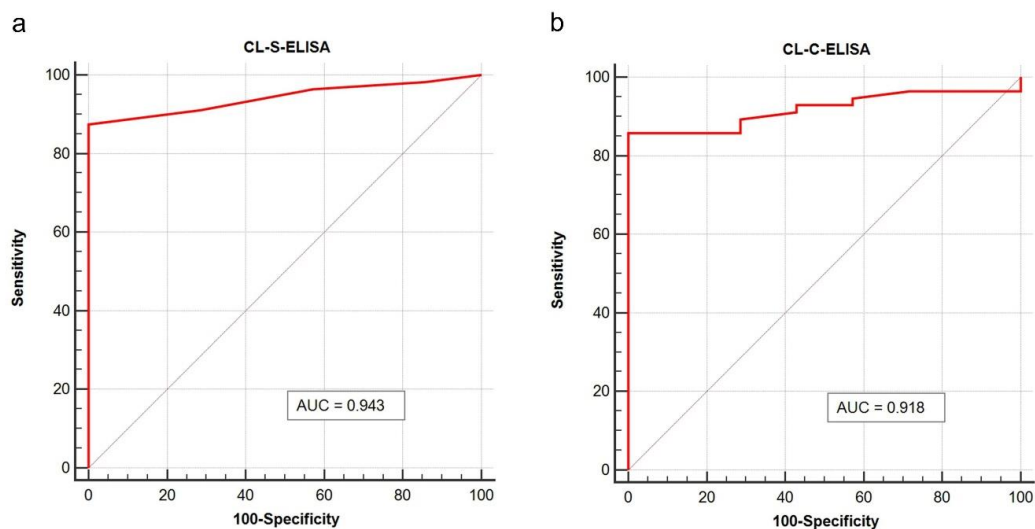 a
CL-S-ELISA
100
80
60
40
20
0
Sensitivity
AUC = 0.943
0 20 40 60 80 100
100-Specificity
b
CL-C-ELISA
100
80
60
40
20
0
Sensitivity
AUC = 0.918
0 20 40 60 80 100
100-Specificity